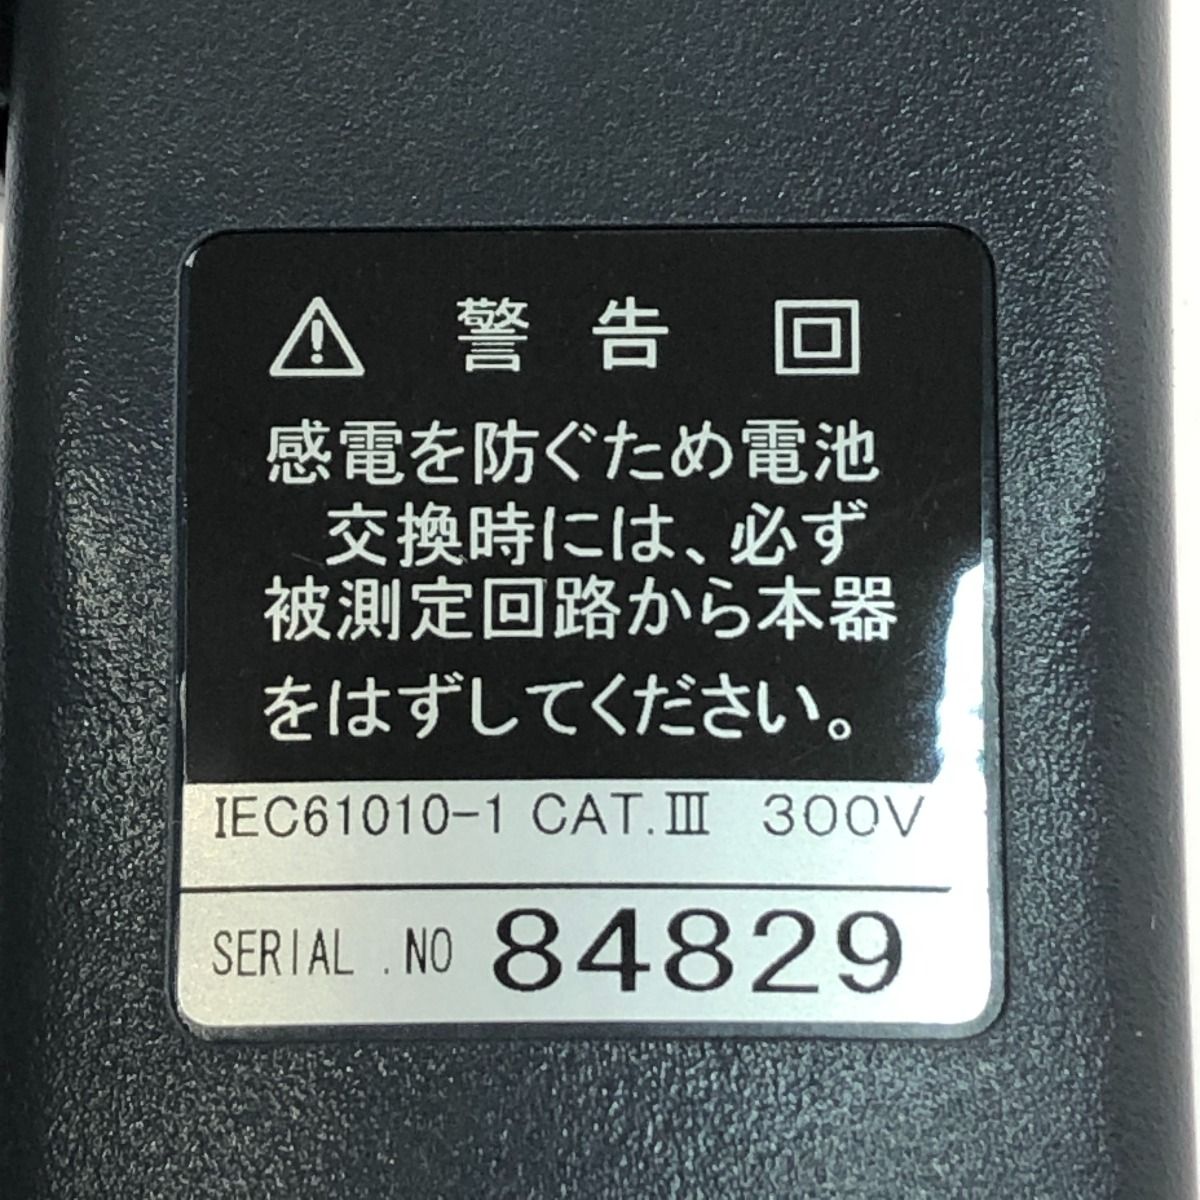 警告
感電を防ぐため電池
交換時には、必ず
被測定回路から本器
をはずしてください。
IEC61010-1 CAT.Ⅲ 300V
SERIAL .NO 84829